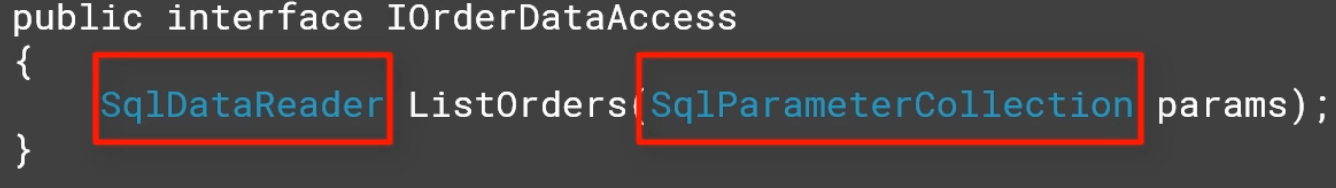 public interface IOrderDataAccess
{
SqlDataReader ListOrders(SqlParameterCollection params);
}